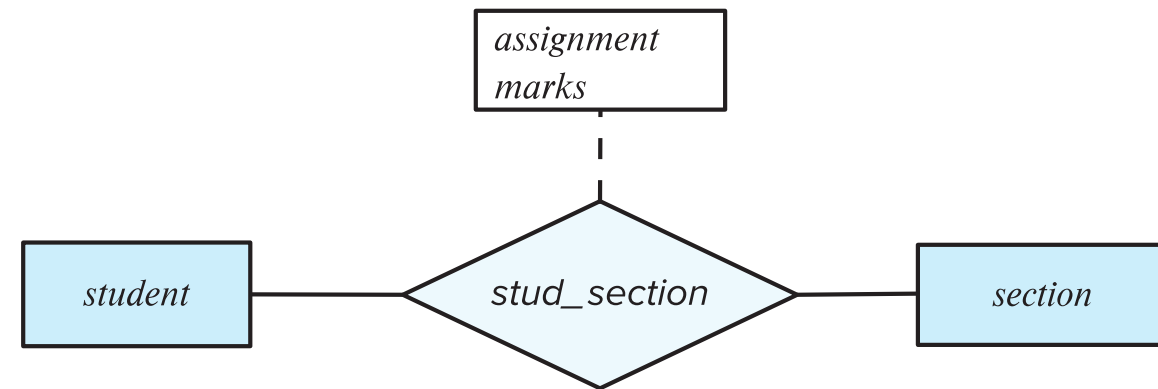 assignment
marks
student
stud_section
section